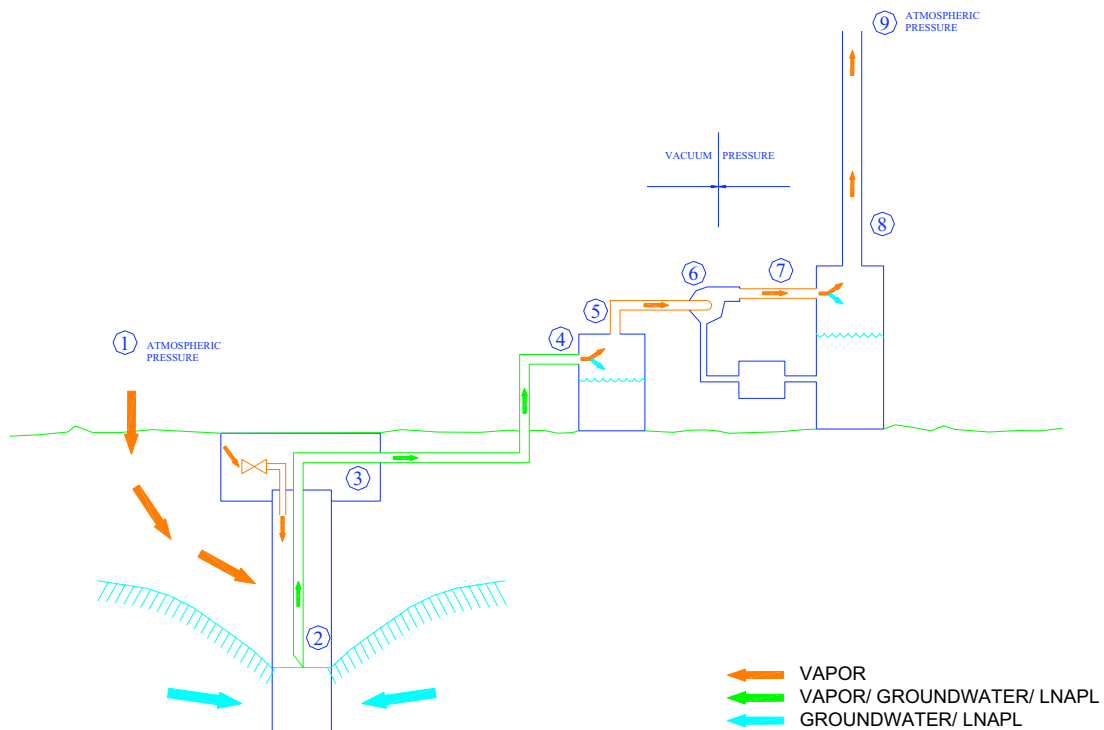 9 ATMOSPHERIC
PRESSURE
VACUUM PRESSURE
8
6 7
5
4
1 ATMOSPHERIC
PRESSURE
3
2
VAPOR
VAPOR/ GROUNDWATER/ LNAPL
GROUNDWATER/ LNAPL